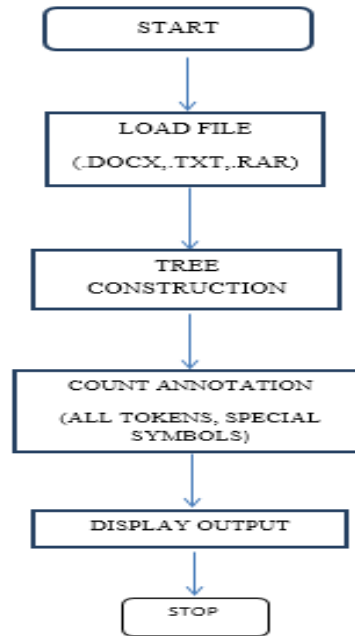 START
LOAD FILE
(.DOCX,.TXT,.RAR)
TREE
CONSTRUCTION
COUNT ANNOTATION
(ALL TOKENS, SPECIAL
SYMBOLS)
DISPLAY OUTPUT
STOP